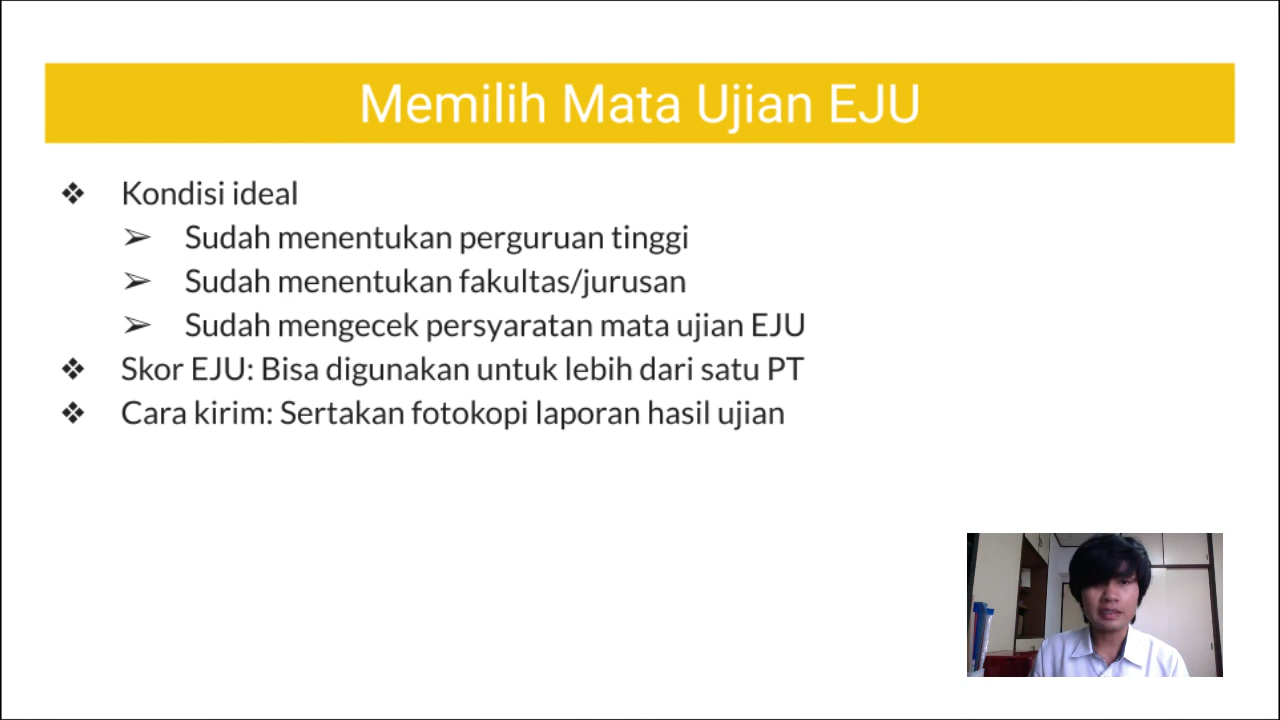 Memilih Mata Ujian EJU
❖ Kondisi ideal
➢ Sudah menentukan perguruan tinggi
➢ Sudah menentukan fakultas/jurusan
➢ Sudah mengecek persyaratan mata ujian EJU
❖ Skor EJU: Bisa digunakan untuk lebih dari satu PT
❖ Cara kirim: Sertakan fotokopi laporan hasil ujian